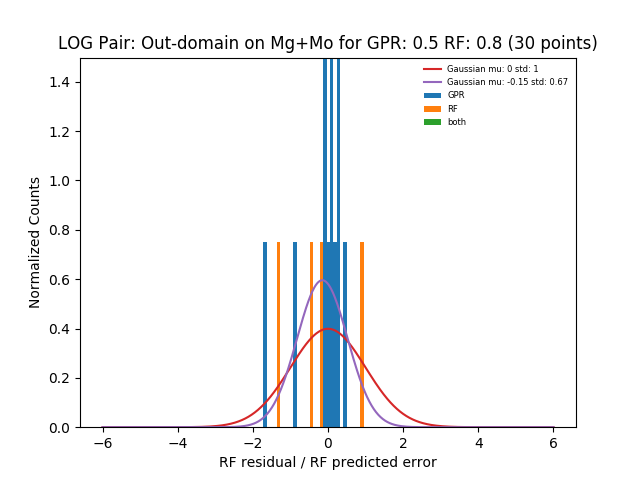 LOG Pair: Out-domain on Mg+Mo for GPR: 0.5 RF: 0.8 (30 points)
Gaussian mu: 0 std: 1
Gaussian mu: -0.15 std: 0.67
GPR
RF
both
Normalized Counts
1.4
1.2
1.0
0.8
0.6
0.4
0.2
0.0
−6 −4 −2 0 2 4 6
RF residual / RF predicted error